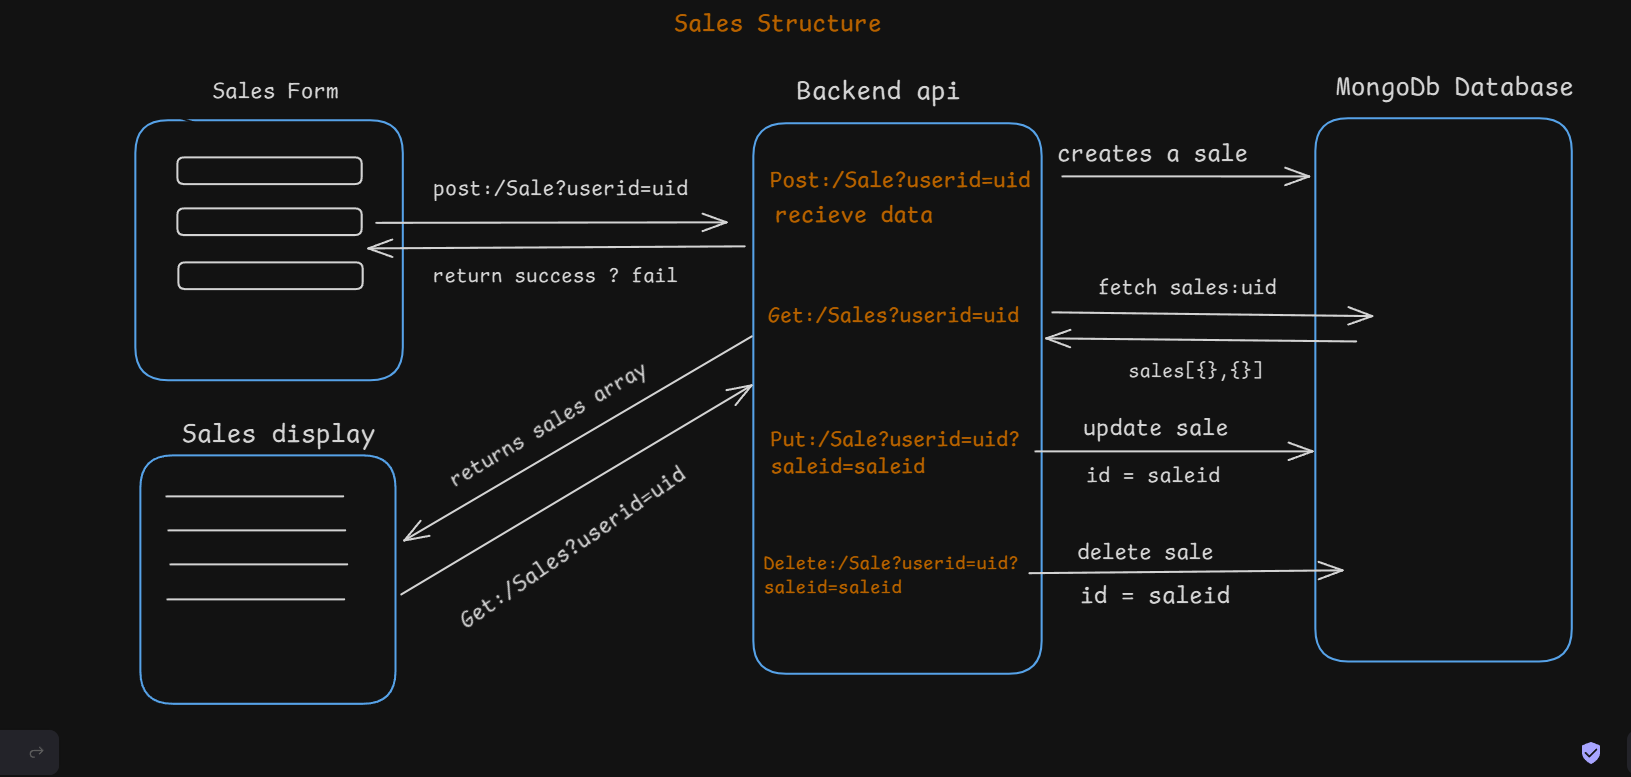 Sales Structure
Sales Form
Backend api
MongoDb Database
post:/Sale?userid=uid
return success ? fail
Post:/Sale?userid=uid
recieve data
creates a sale
Get:/Sales?userid=uid
fetch sales:uid
sales[{},{}]
Sales display
returns sales array
Get:/Sales?userid=uid
Put:/Sale?userid=uid?
saleid=saleid
update sale
id = saleid
Delete:/Sale?userid=uid?
saleid=saleid
delete sale
id = saleid